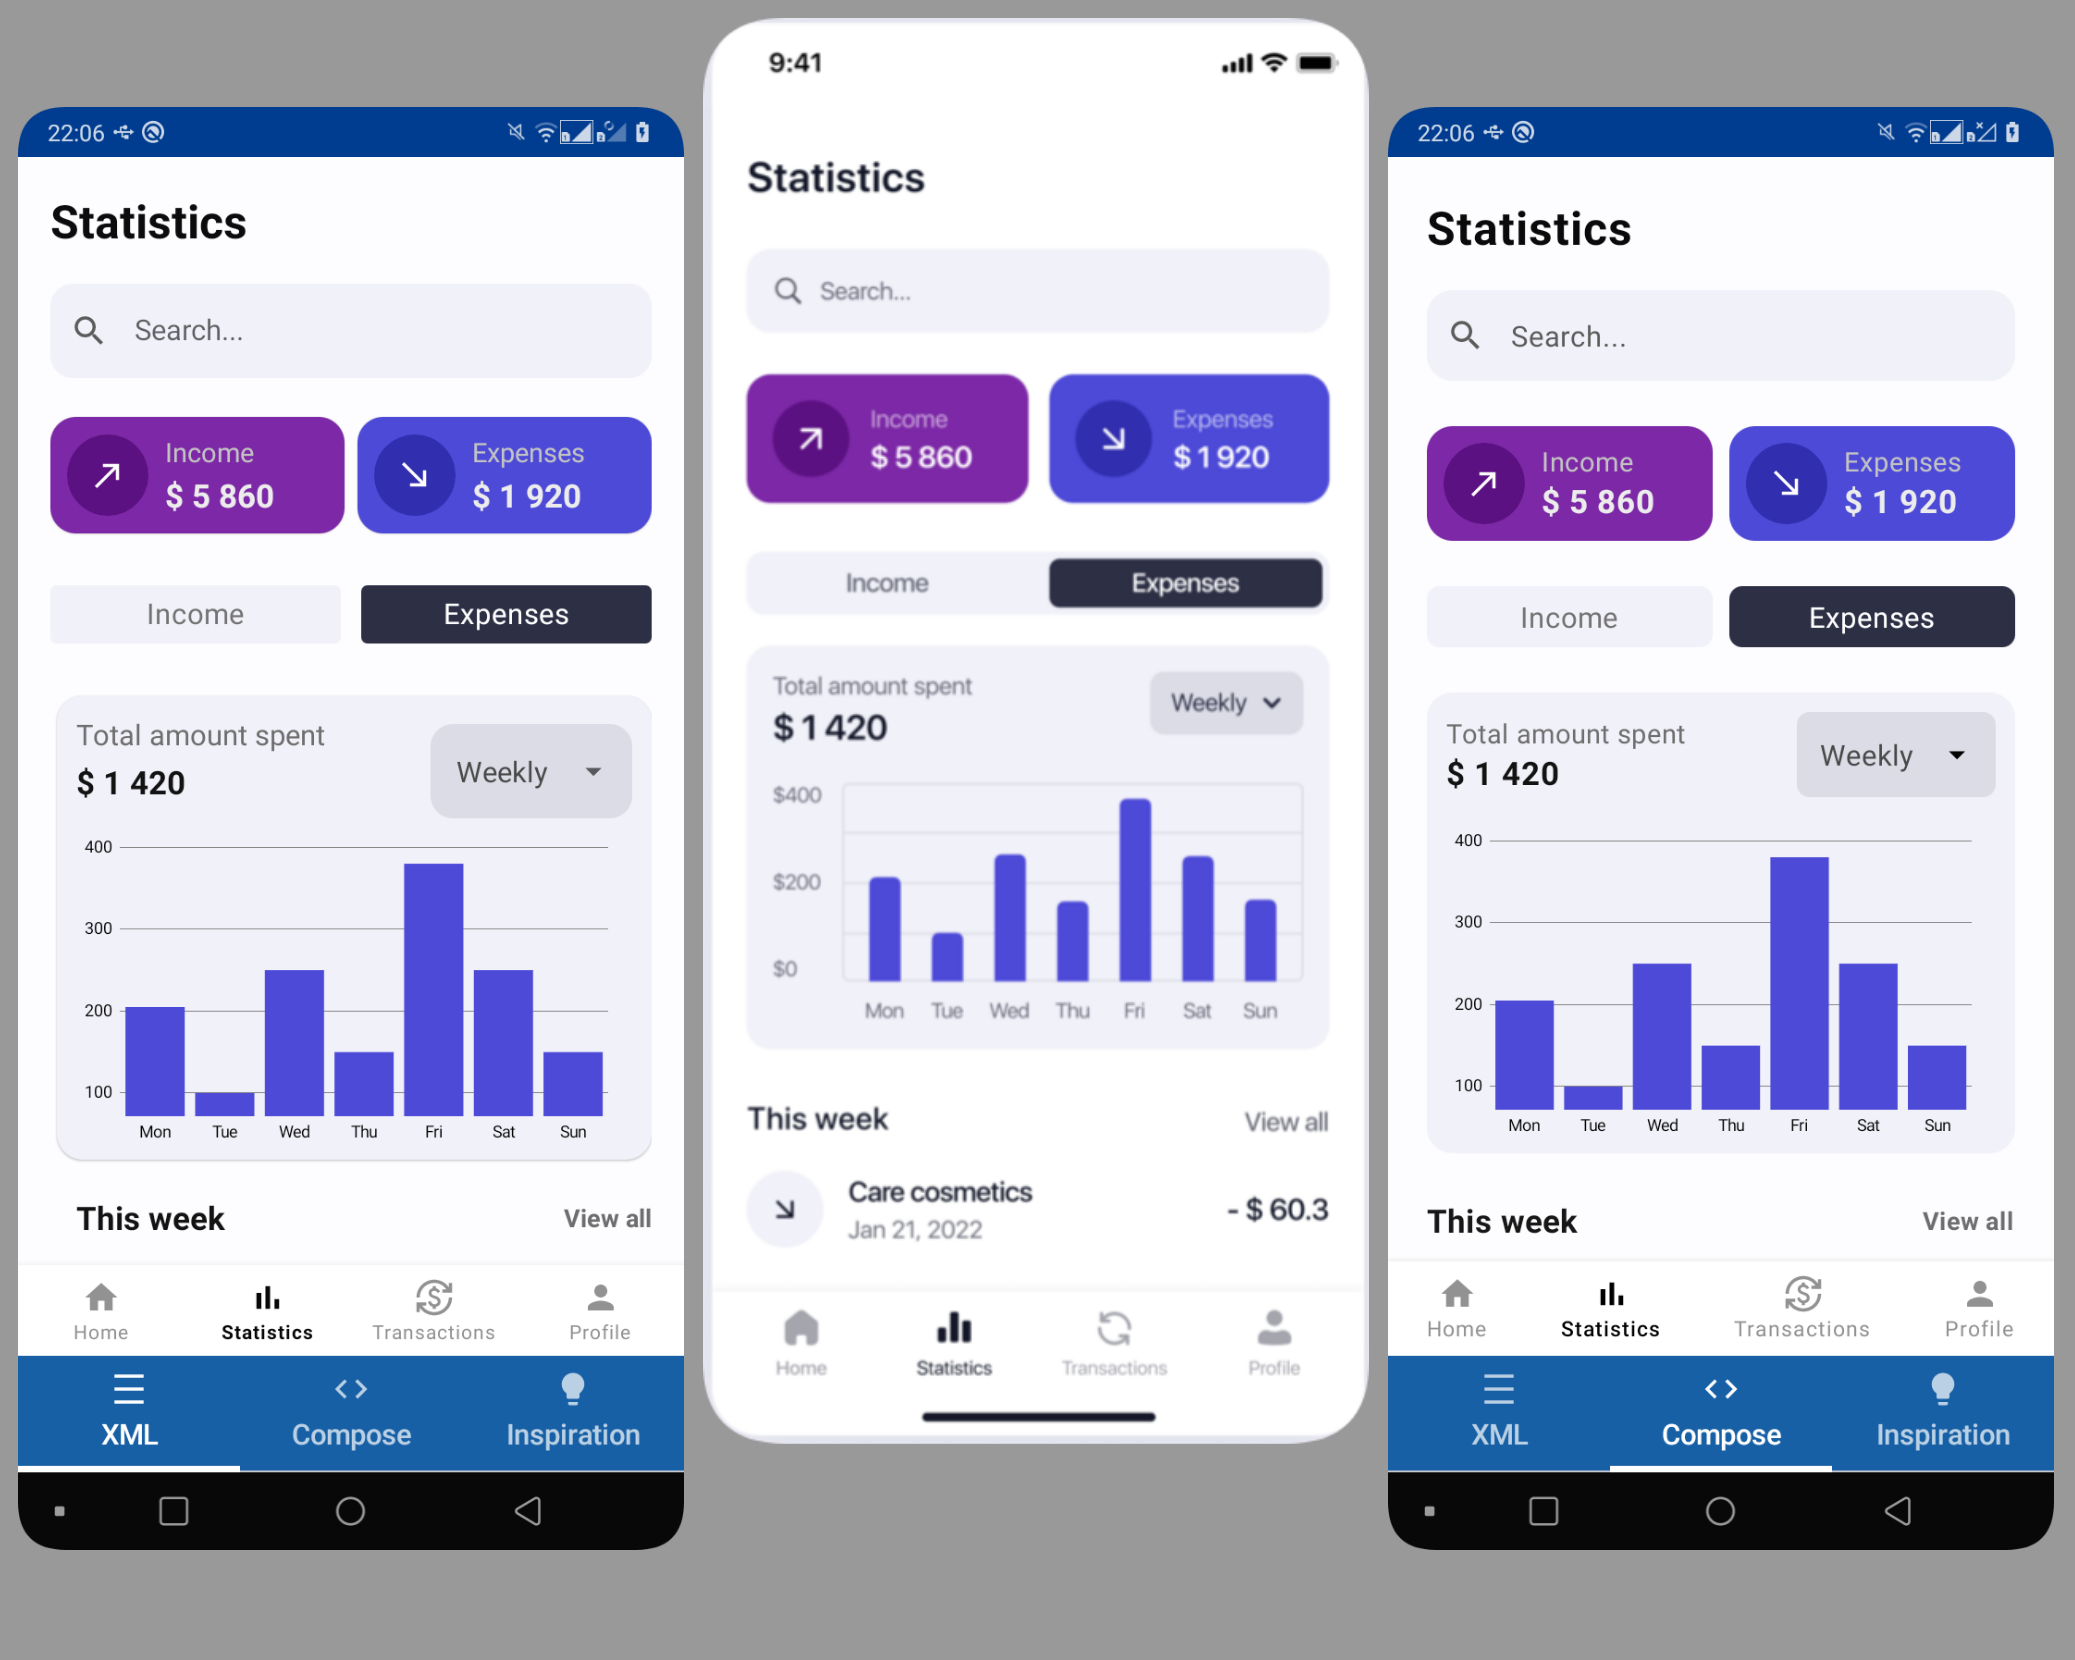 22:06
Statistics
Search...
Income
$ 5 860
Expenses
$ 1 920
Income
Expenses
Total amount spent
$ 1 420
Weekly
400
300
200
100
Mon Tue Wed Thu Fri Sat Sun
This week
View all
Home Statistics Transactions Profile
XML Compose Inspiration
9:41
Statistics
Search...
Income
$ 5 860
Expenses
$ 1 920
Income
Expenses
Total amount spent
$ 1 420
Weekly
$400
$200
$0
Mon Tue Wed Thu Fri Sat Sun
This week
View all
Care cosmetics
Jan 21, 2022
- $ 60.3
Home Statistics Transactions Profile
22:06
Statistics
Search...
Income
$ 5 860
Expenses
$ 1 920
Income
Expenses
Total amount spent
$ 1 420
Weekly
400
300
200
100
Mon Tue Wed Thu Fri Sat Sun
This week
View all
Home Statistics Transactions Profile
XML Compose Inspiration